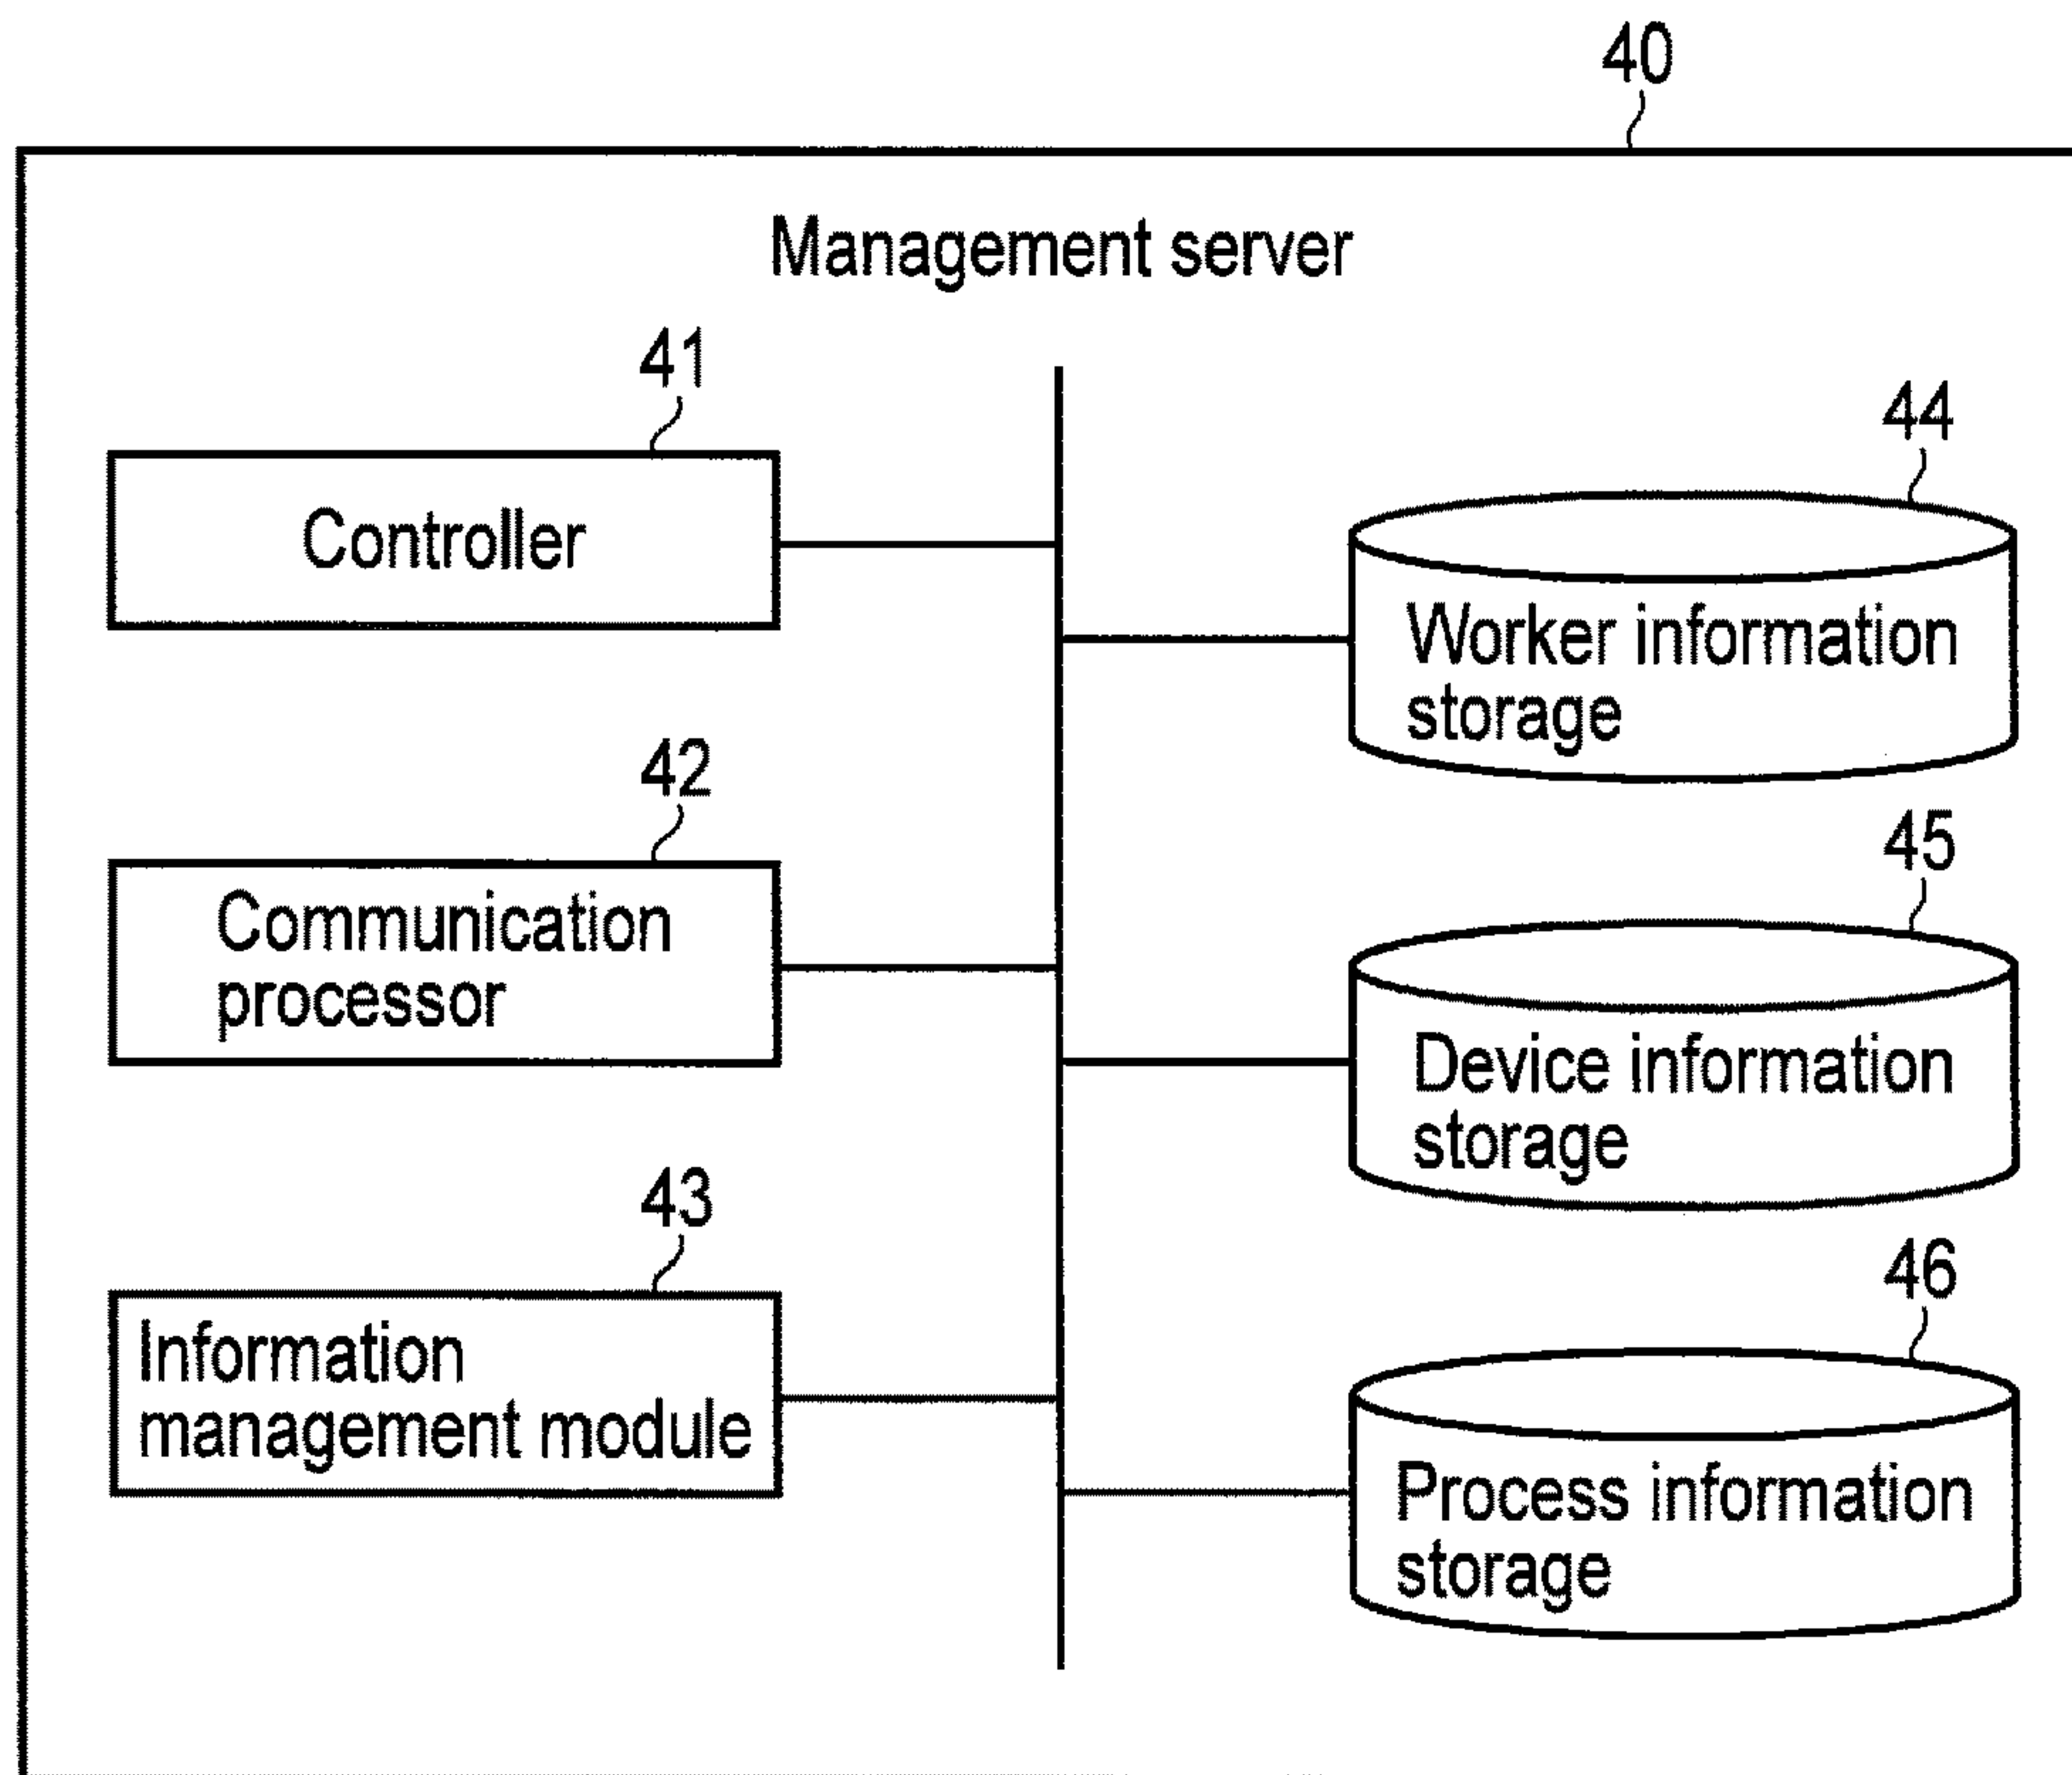 40
Management server
41
Controller
42
Communication
processor
43
Information
management module
44
Worker information
storage
45
Device information
storage
46
Process information
storage